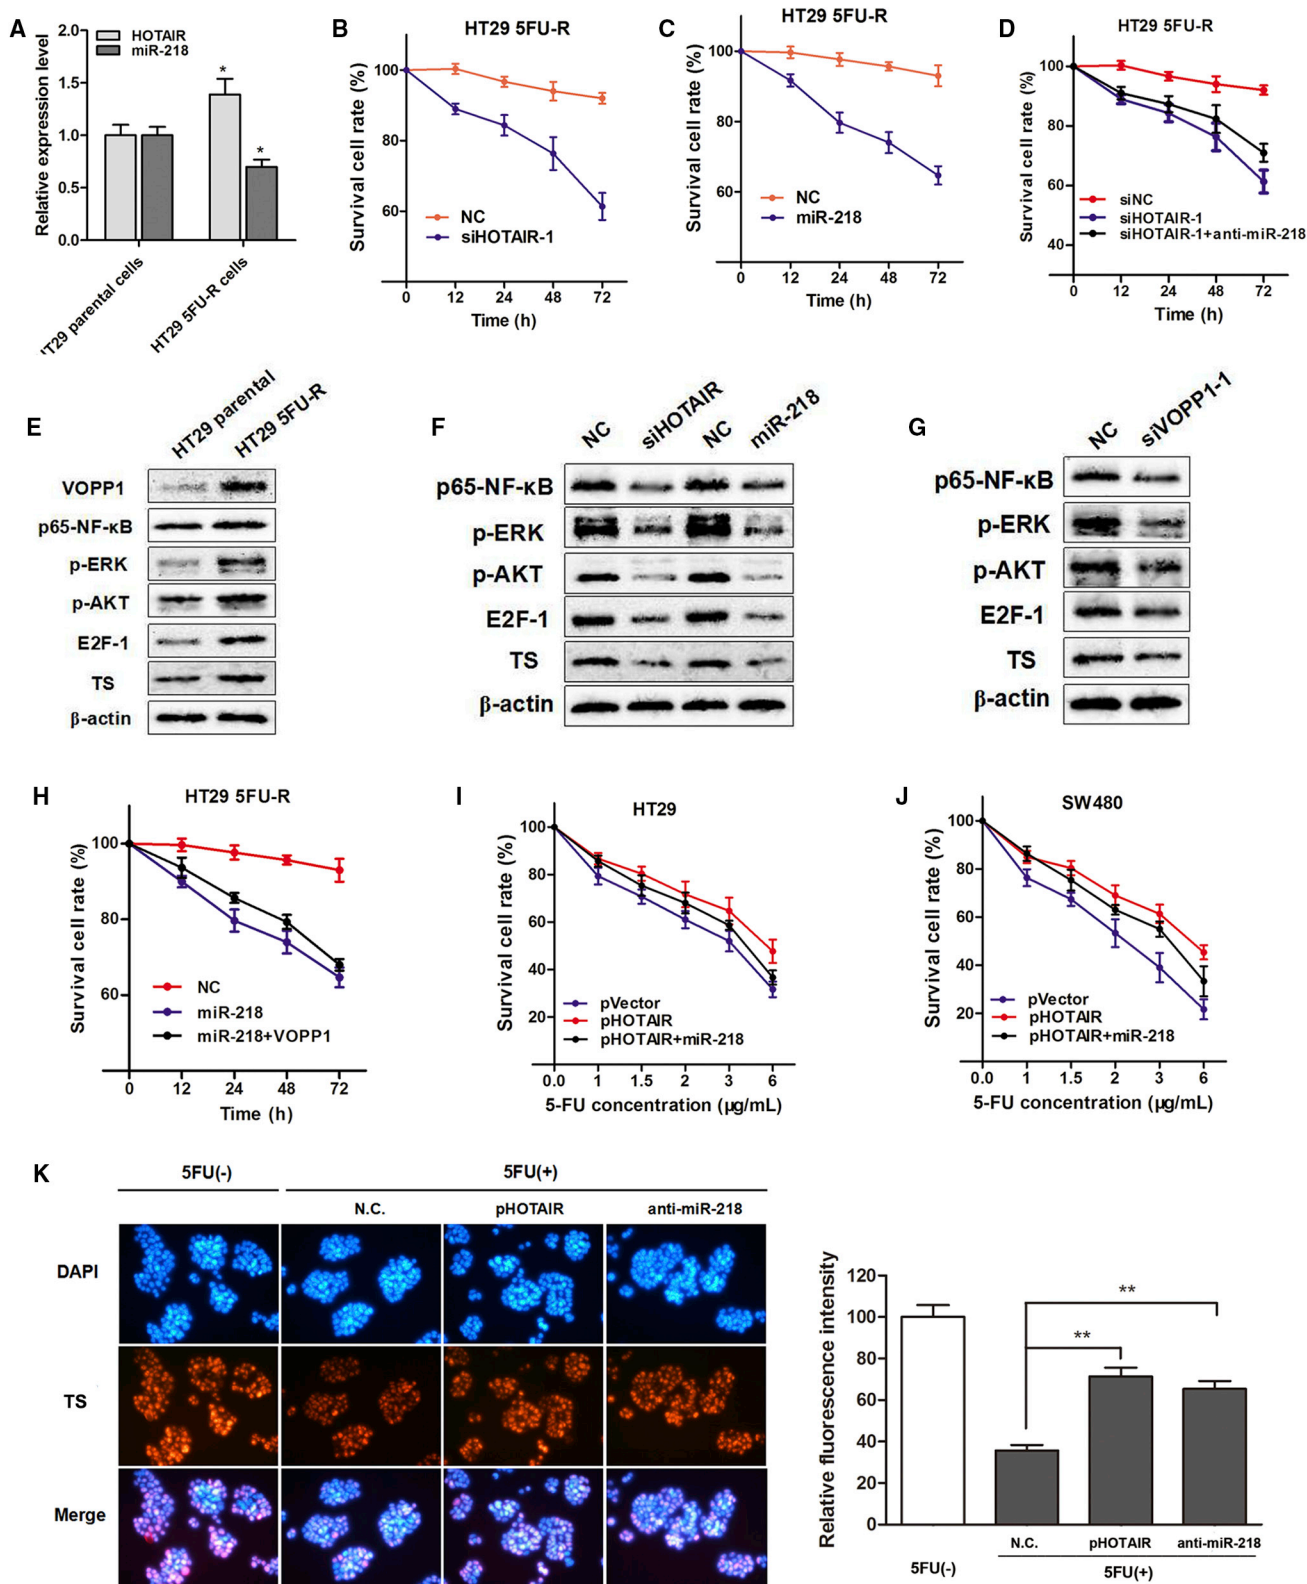 A
2.0
1.5
1.0
0.5
0.0
Relative expression level
HOTAIR
miR-218
*
*
HT29 5FU-R cells
B
HT29 5FU-R
Survival cell rate (%)
100
80
60
NC
siHOTAIR-1
0 12 24 48 72
Time (h)
C
HT29 5FU-R
Survival cell rate (%)
100
80
60
NC
miR-218
0 12 24 48 72
Time (h)
D
HT29 5FU-R
Survival cell rate (%)
100
80
60
40
siNC
siHOTAIR-1
siHOTAIR-1+anti-miR-218
0 12 24 48 72
Time (h)
E
HT29 parental
HT29 5FU-R
VOPP1
p65-NF-κB
p-ERK
p-AKT
E2F-1
TS
β-actin
F
NC
siHOTAIR
NC
miR-218
p65-NF-κB
p-ERK
p-AKT
E2F-1
TS
β-actin
G
NC
siVOPP1-1
p65-NF-κB
p-ERK
p-AKT
E2F-1
TS
β-actin
H
HT29 5FU-R
Survival cell rate (%)
100
80
60
NC
miR-218
miR-218+VOPP1
0 12 24 48 72
Time (h)
I
HT29
Survival cell rate (%)
100
80
60
40
20
pVector
pHOTAIR
pHOTAIR+miR-218
0.0 1 1.5 2 3 6
5-FU concentration (µg/mL)
J
SW480
Survival cell rate (%)
100
80
60
40
20
pVector
pHOTAIR
pHOTAIR+miR-218
0.0 1 1.5 2 3 6
5-FU concentration (µg/mL)
K
5FU(-)
5FU(+)
N.C.
pHOTAIR
anti-miR-218
DAPI
TS
Merge
Relative fluorescence intensity
120
100
80
60
40
20
0
**
**
N.C. pHOTAIR anti-miR-218
5FU(-) 5FU(+)